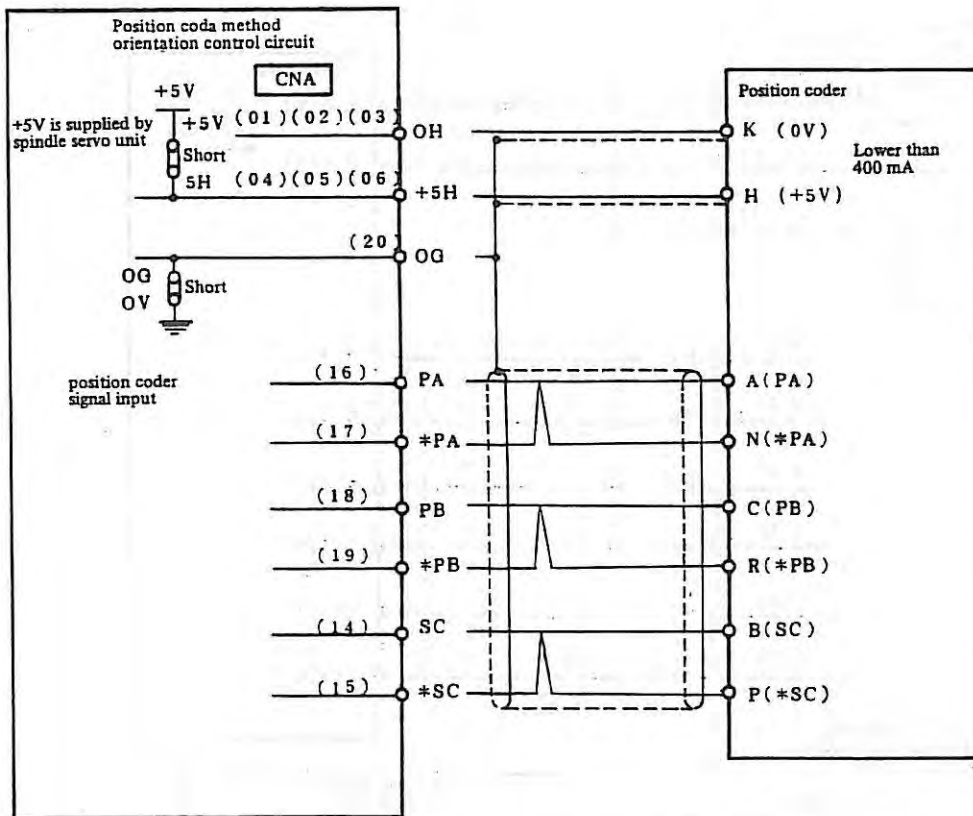 Position coda method
orientation control circuit
CNA
+5V
+5V is supplied by
spindle servo unit
+5V
(01)(02)(03)
OH
Short
5H
(04)(05)(06)
+5H
(20)
OG
OG
OV
Short
position coder
signal input
(16)
PA
(17)
*PA
(18)
PB
(19)
*PB
(14)
SC
(15)
*SC
Position coder
K (0V)
Lower than
400 mA
H (+5V)
A(PA)
N(*PA)
C(PB)
R(*PB)
B(SC)
P(*SC)